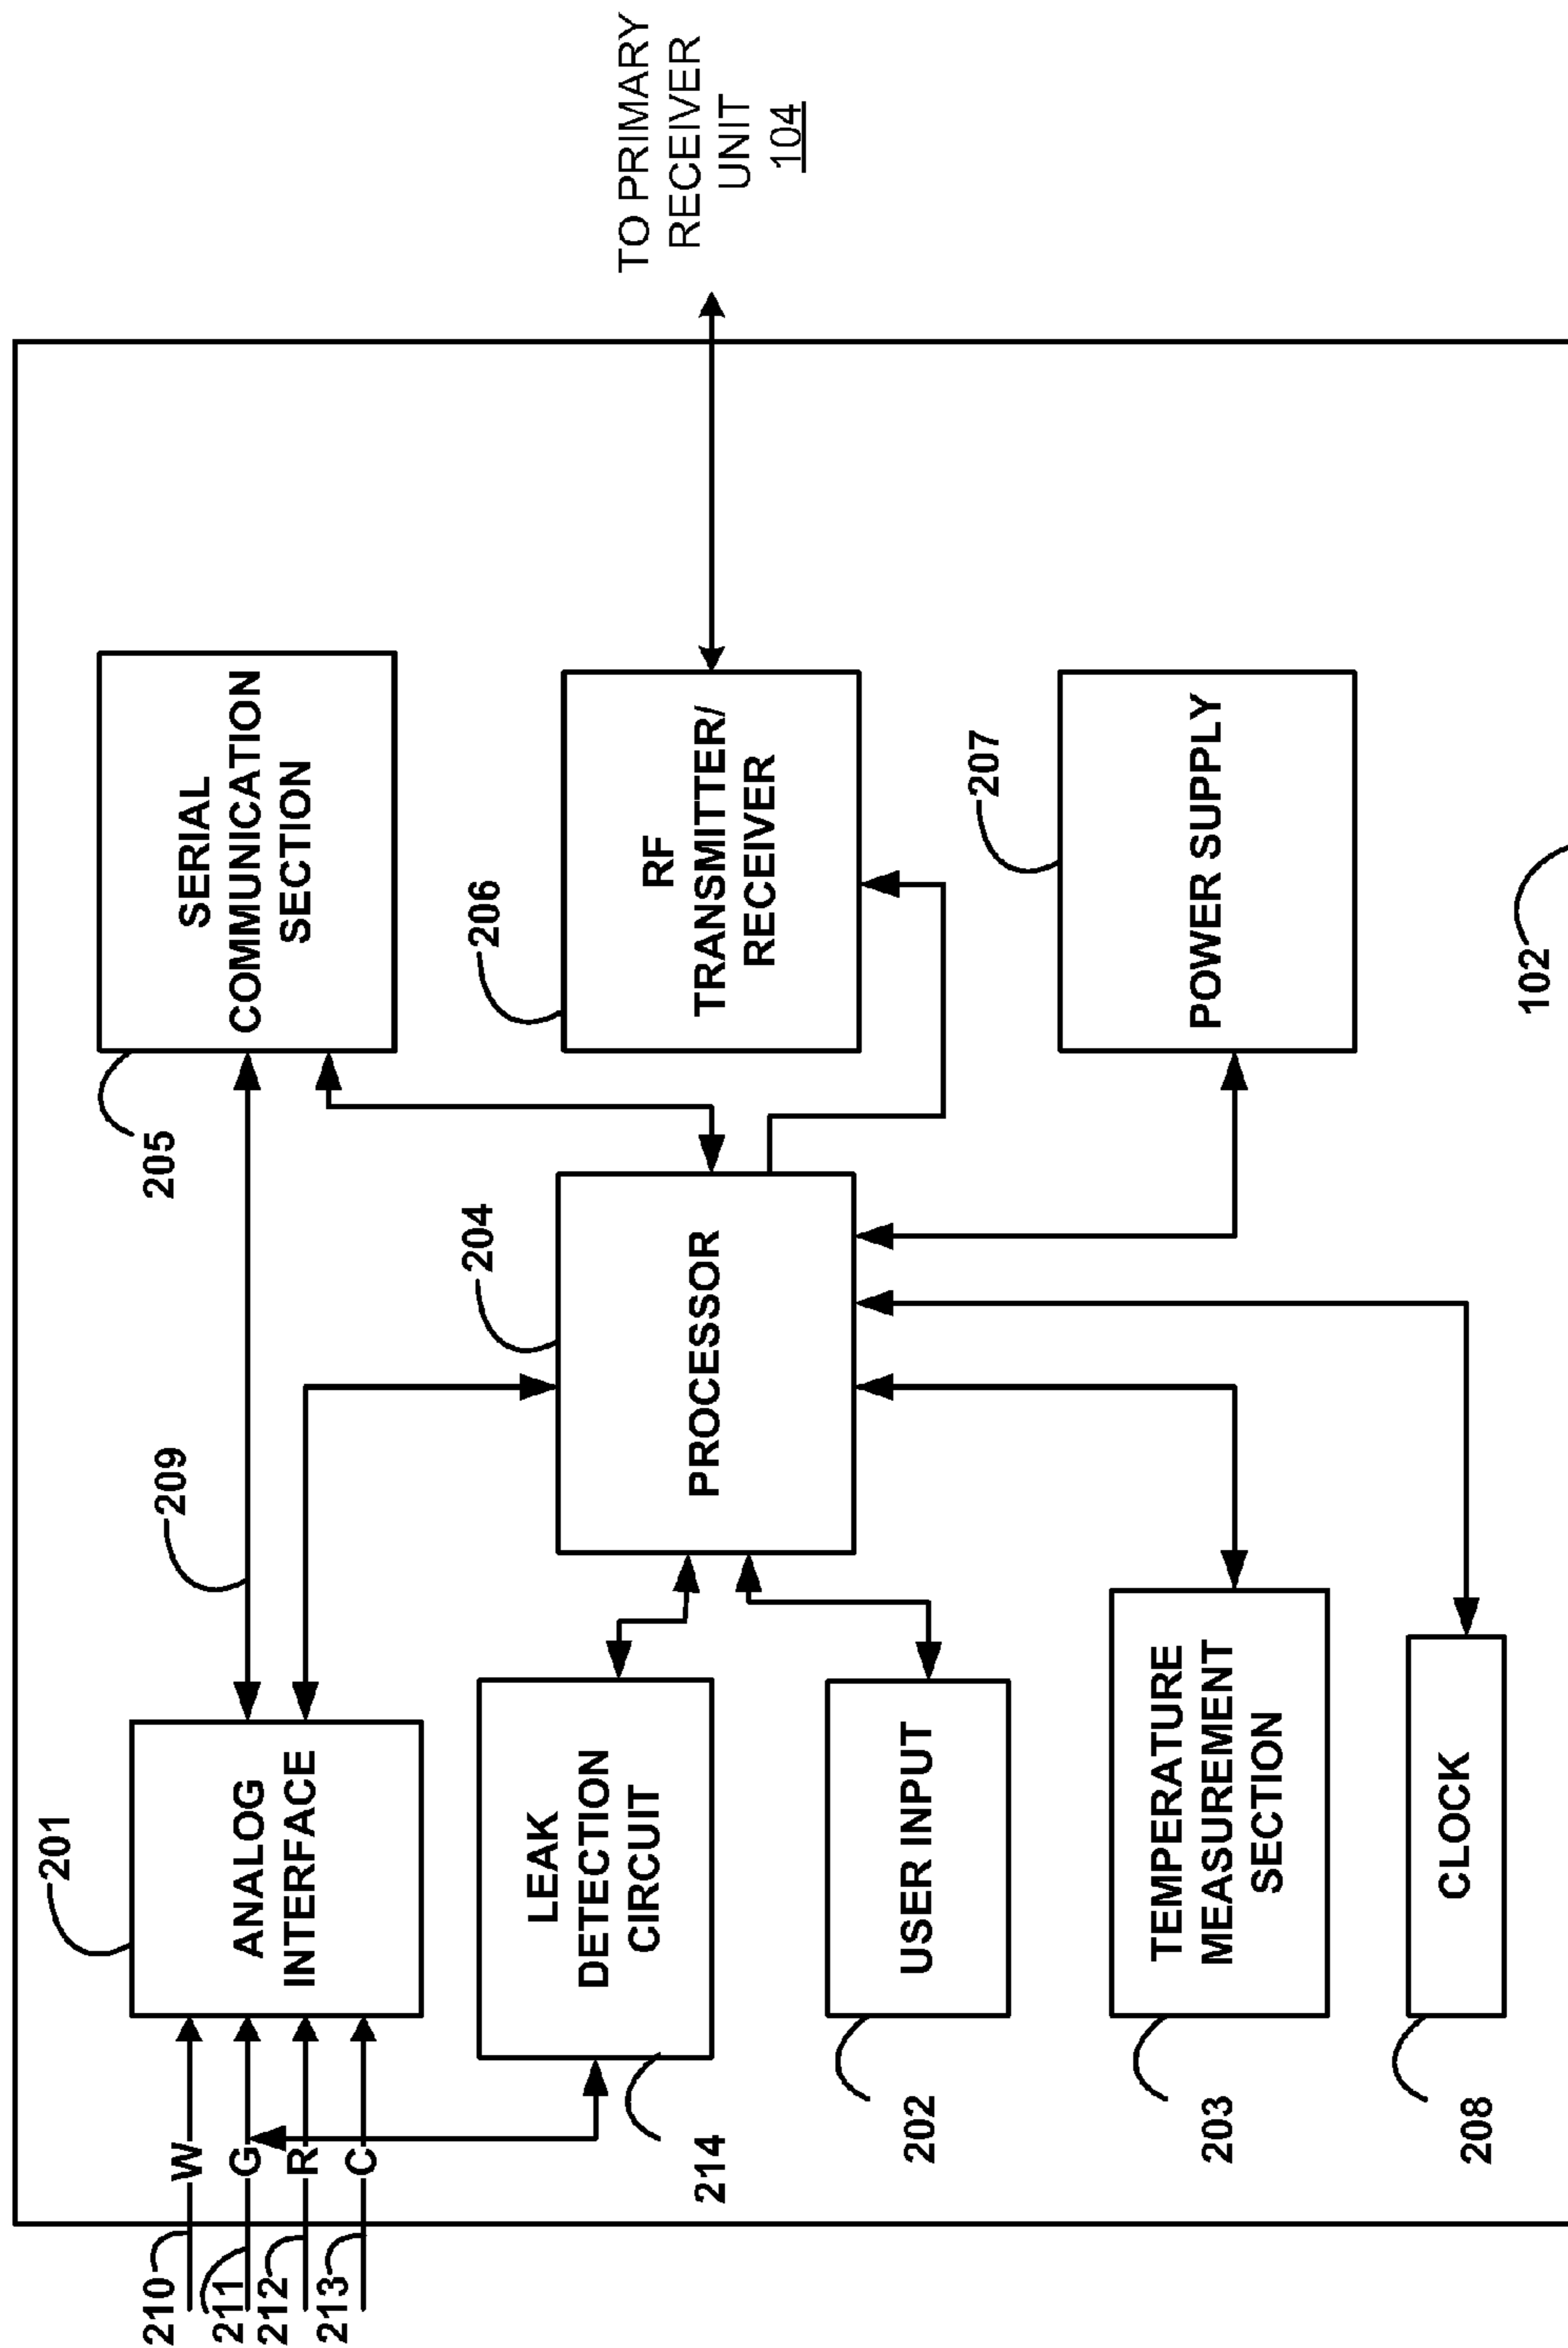 210
211
212
213
W
G
R
C
201
ANALOG
INTERFACE
209
205
SERIAL
COMMUNICATION
SECTION
214
LEAK
DETECTION
CIRCUIT
204
PROCESSOR
206
RF
TRANSMITTER/
RECEIVER
TO PRIMARY
RECEIVER
UNIT
104
202
USER INPUT
203
TEMPERATURE
MEASUREMENT
SECTION
207
POWER SUPPLY
208
CLOCK
102